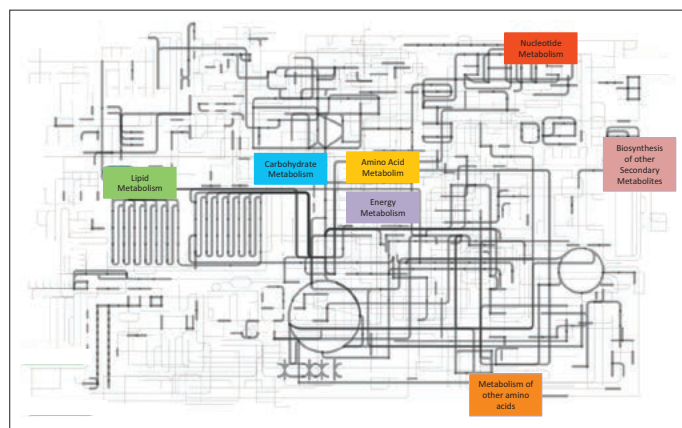 Nucleotide
Metabolism
Carbohydrate
Metabolism
Amino Acid
Metabolim
Biosynthesis
of other
Secondary
Metabolites
Lipid
Metabolism
Energy
Metabolism
Metabolism of
other amino
acids